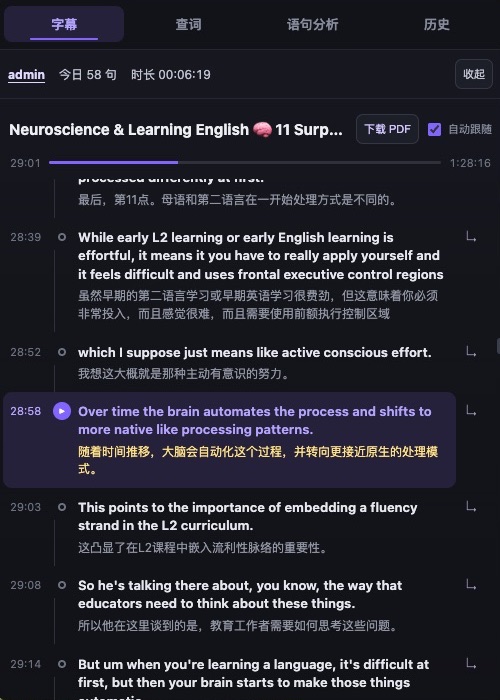 字幕
查词
语句分析
历史
admin 今日 58 句 时长 00:06:19
收起
Neuroscience & Learning English 🧠 11 Surp...
下载 PDF
自动跟随
29:01
1:28:16
processed differently at first.
最后，第11点。母语和第二语言在一开始处理方式是不同的。
28:39
While early L2 learning or early English learning is
effortful, it means it you have to really apply yourself and
it feels difficult and uses frontal executive control regions
虽然早期的第二语言学习或早期英语学习很费劲，但这意味着你必须
非常投入，而且感觉很难，而且需要使用前额执行控制区域
28:52
which I suppose just means like active conscious effort.
我想这大概就是那种主动有意识的努力。
28:58
Over time the brain automates the process and shifts to
more native like processing patterns.
随着时间推移，大脑会自动化这个过程，并转向更接近原生的处理模
式。
29:03
This points to the importance of embedding a fluency
strand in the L2 curriculum.
这凸显了在L2课程中嵌入流利性脉络的重要性。
29:08
So he's talking there about, you know, the way that
educators need to think about these things.
所以他在这里谈到的是，教育工作者需要如何思考这些问题。
29:14
But um when you're learning a language, it's difficult at
first, but then your brain starts to make those things
automatic.